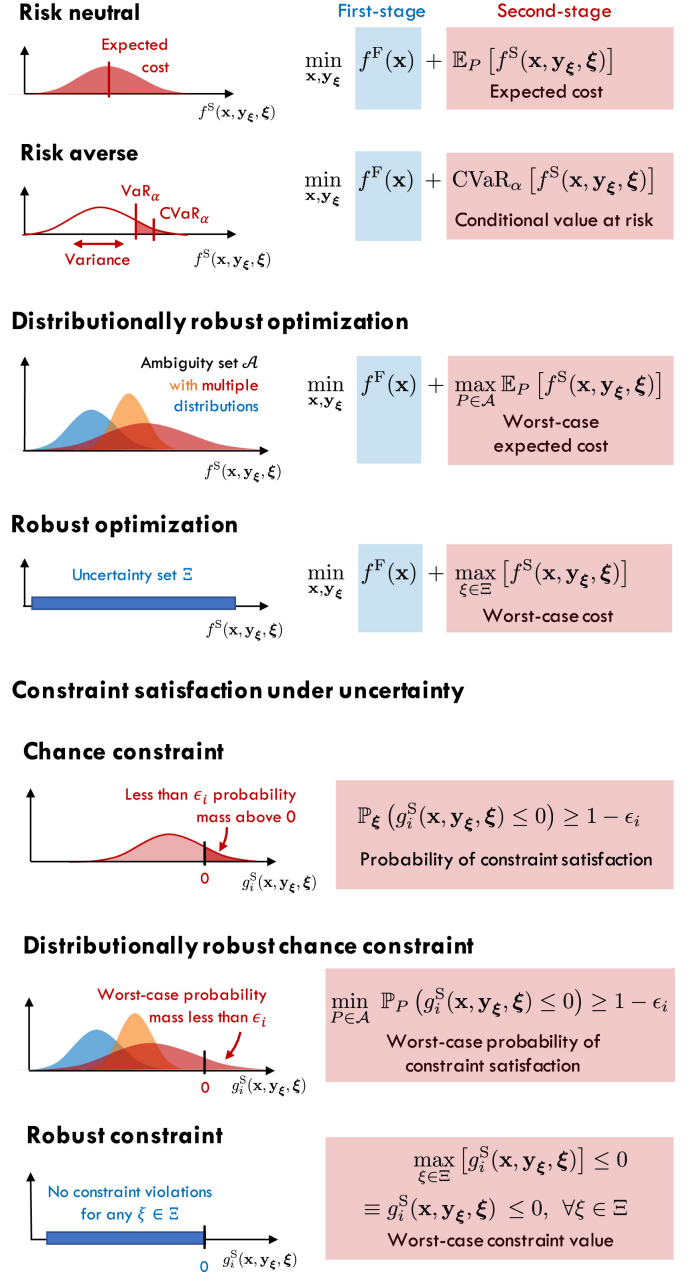 Risk neutral
First-stage
Second-stage
Expected
cost
f^S(x, y_ξ, ξ)
min_{x,y_ξ} f^F(x) + 𝔼_P [f^S(x, y_ξ, ξ)]
Expected cost
Risk averse
VaR_α
CVaR_α
Variance
f^S(x, y_ξ, ξ)
min_{x,y_ξ} f^F(x) + CVaR_α [f^S(x, y_ξ, ξ)]
Conditional value at risk
Distributionally robust optimization
Ambiguity set 𝒜
with multiple
distributions
f^S(x, y_ξ, ξ)
min_{x,y_ξ} f^F(x) + max_{P∈𝒜} 𝔼_P [f^S(x, y_ξ, ξ)]
Worst-case
expected cost
Robust optimization
Uncertainty set Ξ
f^S(x, y_ξ, ξ)
min_{x,y_ξ} f^F(x) + max_{ξ∈Ξ} [f^S(x, y_ξ, ξ)]
Worst-case cost
Constraint satisfaction under uncertainty
Chance constraint
Less than ϵ_i probability
mass above 0
0
g_i^S(x, y_ξ, ξ)
ℙ_ξ (g_i^S(x, y_ξ, ξ) ≤ 0) ≥ 1 − ϵ_i
Probability of constraint satisfaction
Distributionally robust chance constraint
Worst-case probability
mass less than ϵ_i
0
g_i^S(x, y_ξ, ξ)
min_{P∈𝒜} ℙ_P (g_i^S(x, y_ξ, ξ) ≤ 0) ≥ 1 − ϵ_i
Worst-case probability of
constraint satisfaction
Robust constraint
No constraint violations
for any ξ ∈ Ξ
0
g_i^S(x, y_ξ, ξ)
max_{ξ∈Ξ} [g_i^S(x, y_ξ, ξ)] ≤ 0
≡ g_i^S(x, y_ξ, ξ) ≤ 0, ∀ξ ∈ Ξ
Worst-case constraint value